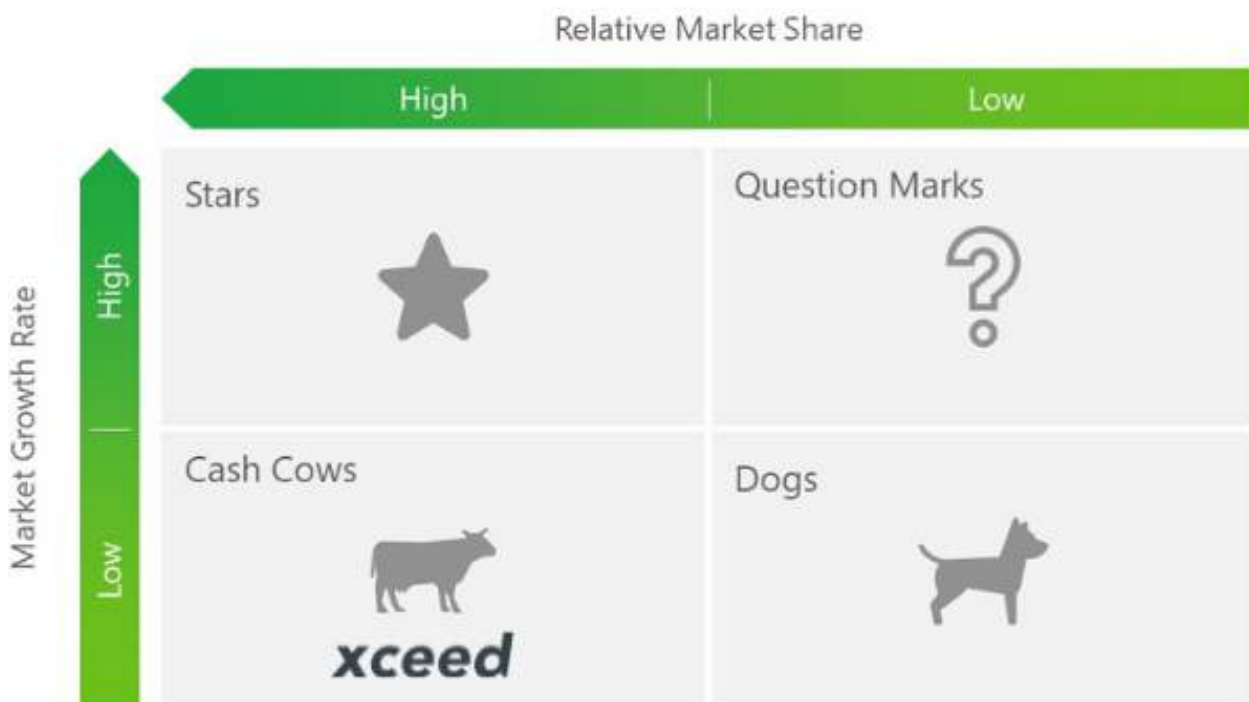 Relative Market Share
High
Low
Market Growth Rate
High
Low
Stars
Question Marks
Cash Cows
Dogs
xceed